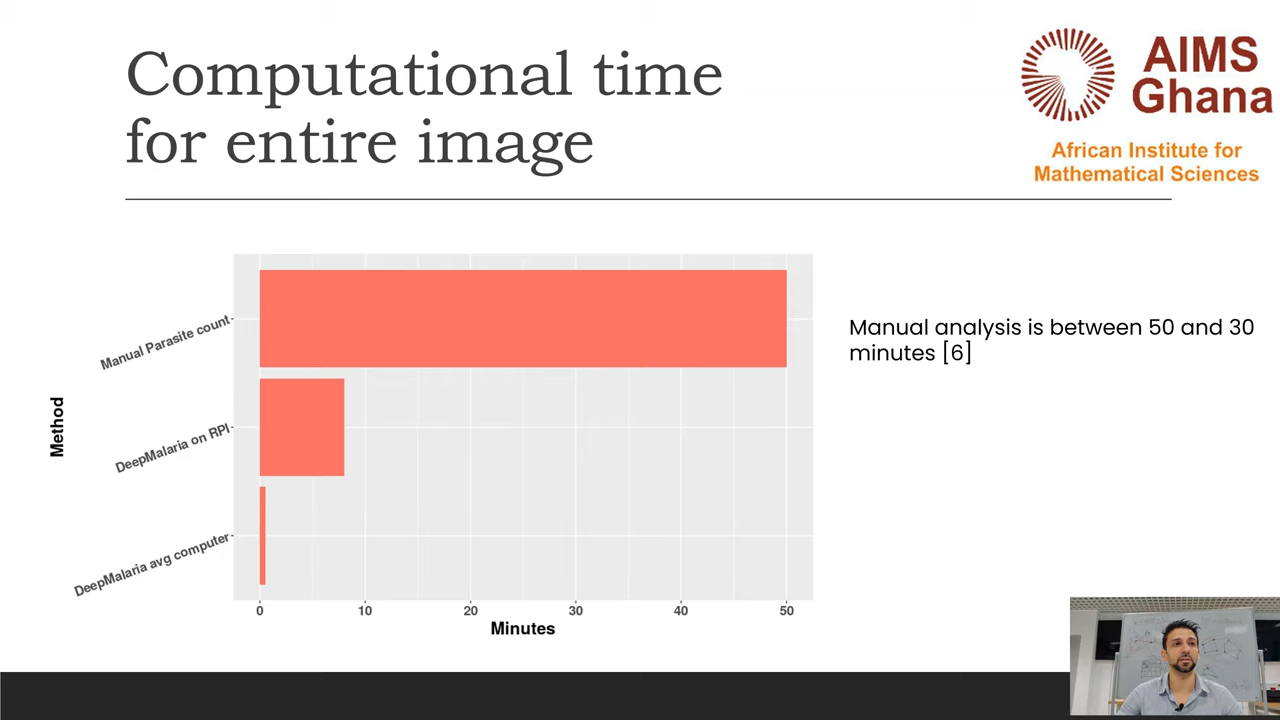 Computational time
for entire image
AIMS
Ghana
African Institute for
Mathematical Sciences
Manual Parasite count
DeepMalaria on RPI
DeepMalaria avg computer
Method
0 10 20 30 40 50
Minutes
Manual analysis is between 50 and 30
minutes [6]